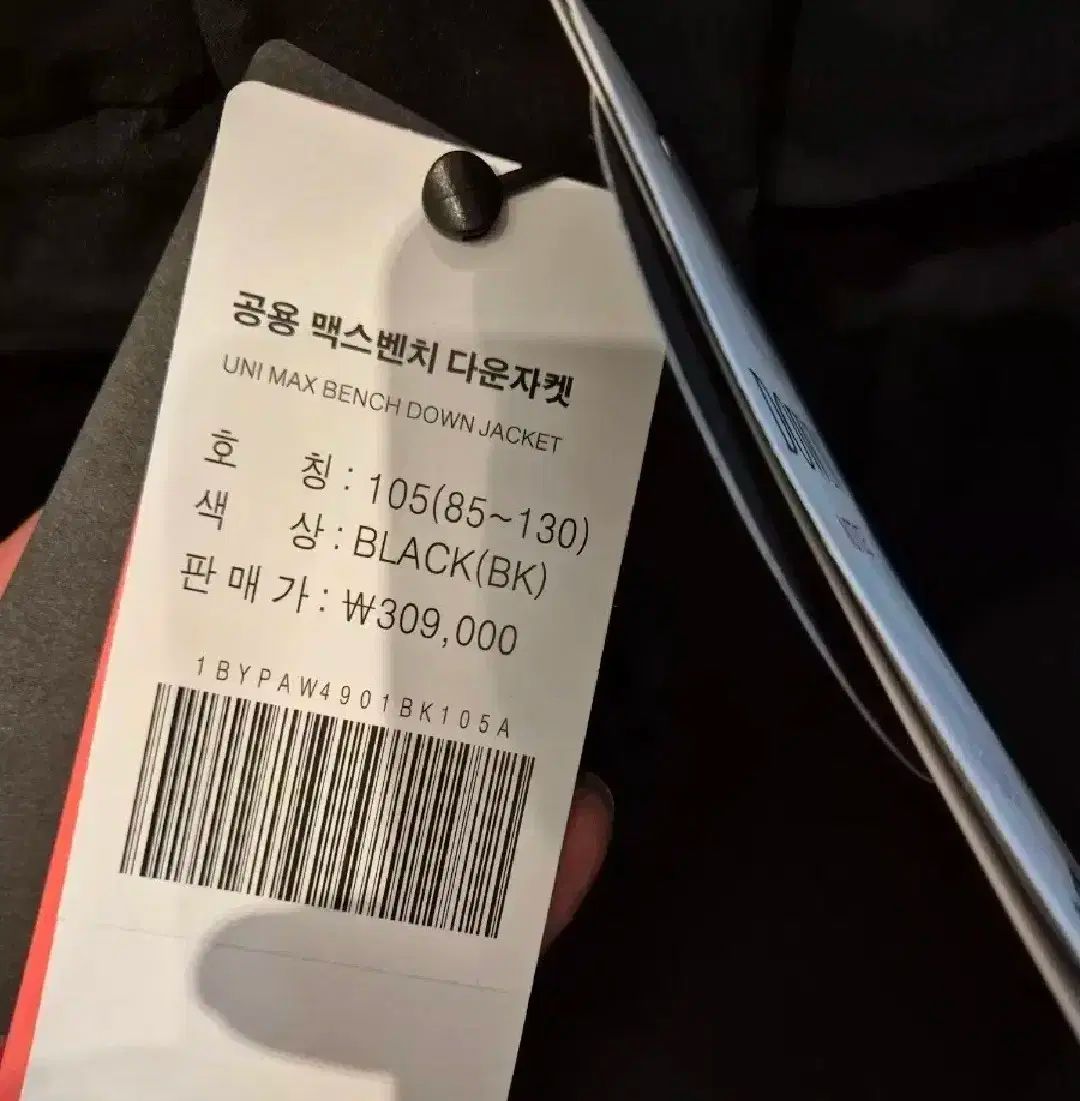 공용 맥스벤치 다운자켓
UNI MAX BENCH DOWN JACKET
호 칭 : 105(85~130)
색 상 : BLACK(BK)
판 매 가 : ₩309,000
1BYPAW4901BK105A